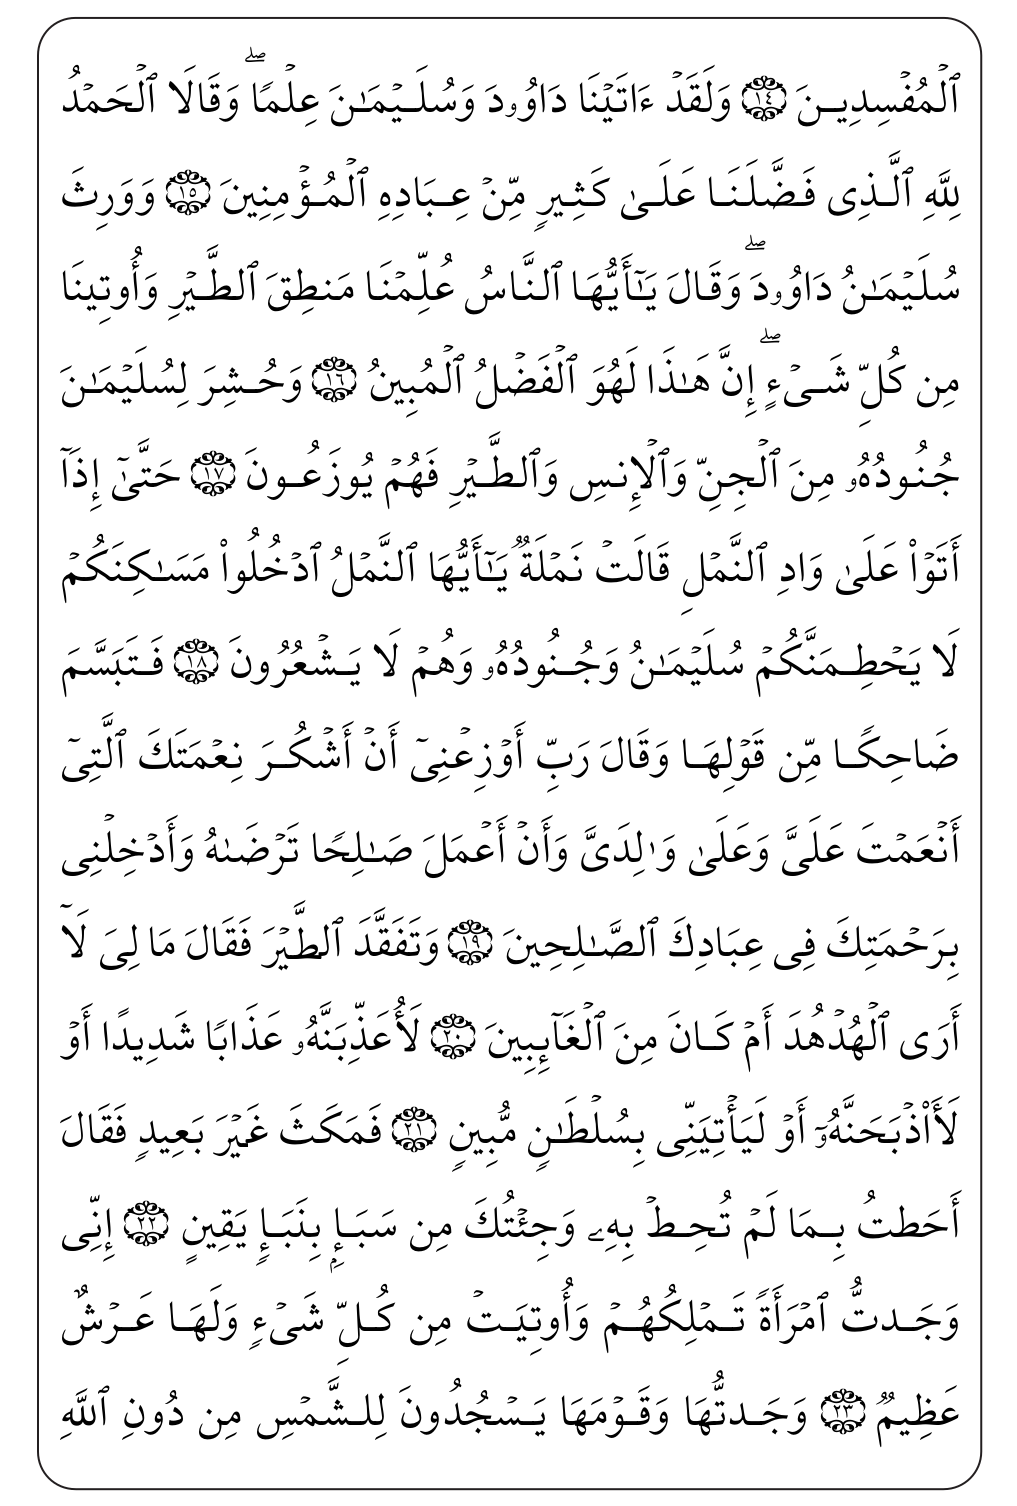 ٱلۡمُفۡسِدِينَ ١٤ وَلَقَدۡ ءَاتَيۡنَا دَاوُۥدَ وَسُلَيۡمَٰنَ عِلۡمٗاۖ وَقَالَا ٱلۡحَمۡدُ
لِلَّهِ ٱلَّذِي فَضَّلَنَا عَلَىٰ كَثِيرٖ مِّنۡ عِبَادِهِ ٱلۡمُؤۡمِنِينَ ١٥ وَوَرِثَ
سُلَيۡمَٰنُ دَاوُۥدَۖ وَقَالَ يَٰٓأَيُّهَا ٱلنَّاسُ عُلِّمۡنَا مَنطِقَ ٱلطَّيۡرِ وَأُوتِينَا
مِن كُلِّ شَيۡءٍۖ إِنَّ هَٰذَا لَهُوَ ٱلۡفَضۡلُ ٱلۡمُبِينُ ١٦ وَحُشِرَ لِسُلَيۡمَٰنَ
جُنُودُهُۥ مِنَ ٱلۡجِنِّ وَٱلۡإِنسِ وَٱلطَّيۡرِ فَهُمۡ يُوزَعُونَ ١٧ حَتَّىٰٓ إِذَآ
أَتَوۡاْ عَلَىٰ وَادِ ٱلنَّمۡلِ قَالَتۡ نَمۡلَةٞ يَٰٓأَيُّهَا ٱلنَّمۡلُ ٱدۡخُلُواْ مَسَٰكِنَكُمۡ
لَا يَحۡطِمَنَّكُمۡ سُلَيۡمَٰنُ وَجُنُودُهُۥ وَهُمۡ لَا يَشۡعُرُونَ ١٨ فَتَبَسَّمَ
ضَاحِكٗا مِّن قَوۡلِهَا وَقَالَ رَبِّ أَوۡزِعۡنِيٓ أَنۡ أَشۡكُرَ نِعۡمَتَكَ ٱلَّتِيٓ
أَنۡعَمۡتَ عَلَيَّ وَعَلَىٰ وَٰلِدَيَّ وَأَنۡ أَعۡمَلَ صَٰلِحٗا تَرۡضَىٰهُ وَأَدۡخِلۡنِي
بِرَحۡمَتِكَ فِي عِبَادِكَ ٱلصَّٰلِحِينَ ١٩ وَتَفَقَّدَ ٱلطَّيۡرَ فَقَالَ مَا لِيَ لَآ
أَرَى ٱلۡهُدۡهُدَ أَمۡ كَانَ مِنَ ٱلۡغَآئِبِينَ ٢٠ لَأُعَذِّبَنَّهُۥ عَذَابٗا شَدِيدًا أَوۡ
لَأَاْذۡبَحَنَّهُۥٓ أَوۡ لَيَأۡتِيَنِّي بِسُلۡطَٰنٖ مُّبِينٖ ٢١ فَمَكَثَ غَيۡرَ بَعِيدٖ فَقَالَ
أَحَطتُ بِمَا لَمۡ تُحِطۡ بِهِۦ وَجِئۡتُكَ مِن سَبَإِۭ بِنَبَإٖ يَقِينٍ ٢٢ إِنِّي
وَجَدتُّ ٱمۡرَأَةٗ تَمۡلِكُهُمۡ وَأُوتِيَتۡ مِن كُلِّ شَيۡءٖ وَلَهَا عَرۡشٌ
عَظِيمٞ ٢٣ وَجَدتُّهَا وَقَوۡمَهَا يَسۡجُدُونَ لِلشَّمۡسِ مِن دُونِ ٱللَّهِ